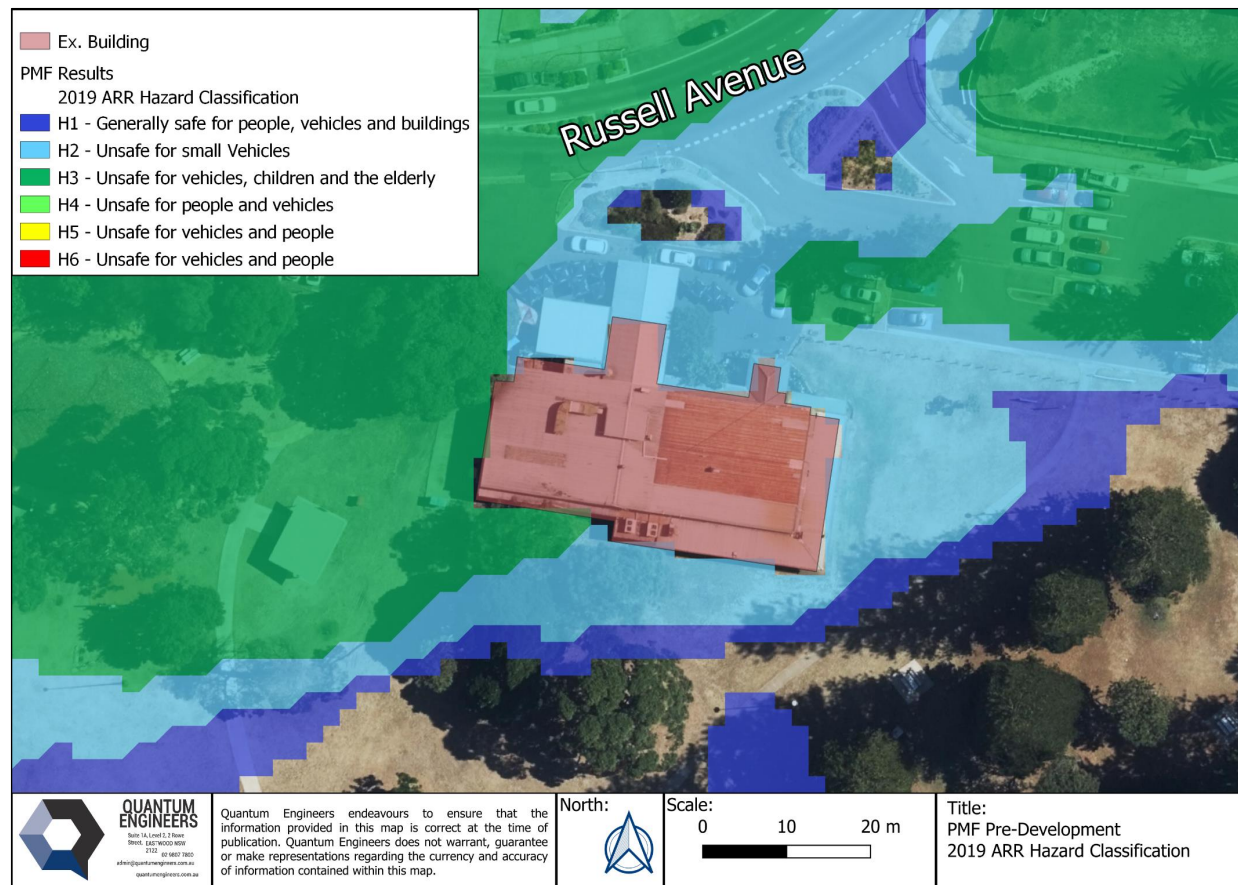 Ex. Building
PMF Results
2019 ARR Hazard Classification
H1 - Generally safe for people, vehicles and buildings
H2 - Unsafe for small Vehicles
H3 - Unsafe for vehicles, children and the elderly
H4 - Unsafe for people and vehicles
H5 - Unsafe for vehicles and people
H6 - Unsafe for vehicles and people
Russell Avenue
QUANTUM
ENGINEERS
Suite 1A, Level 2, 2 Rowe
Street, EASTWOOD NSW
2122
02 9807 7800
admin@quantumengineers.com.au
quantumengineers.com.au
Quantum Engineers endeavours to ensure that the
information provided in this map is correct at the time of
publication. Quantum Engineers does not warrant, guarantee
or make representations regarding the currency and accuracy
of information contained within this map.
North:
Scale:
0 10 20 m
Title:
PMF Pre-Development
2019 ARR Hazard Classification